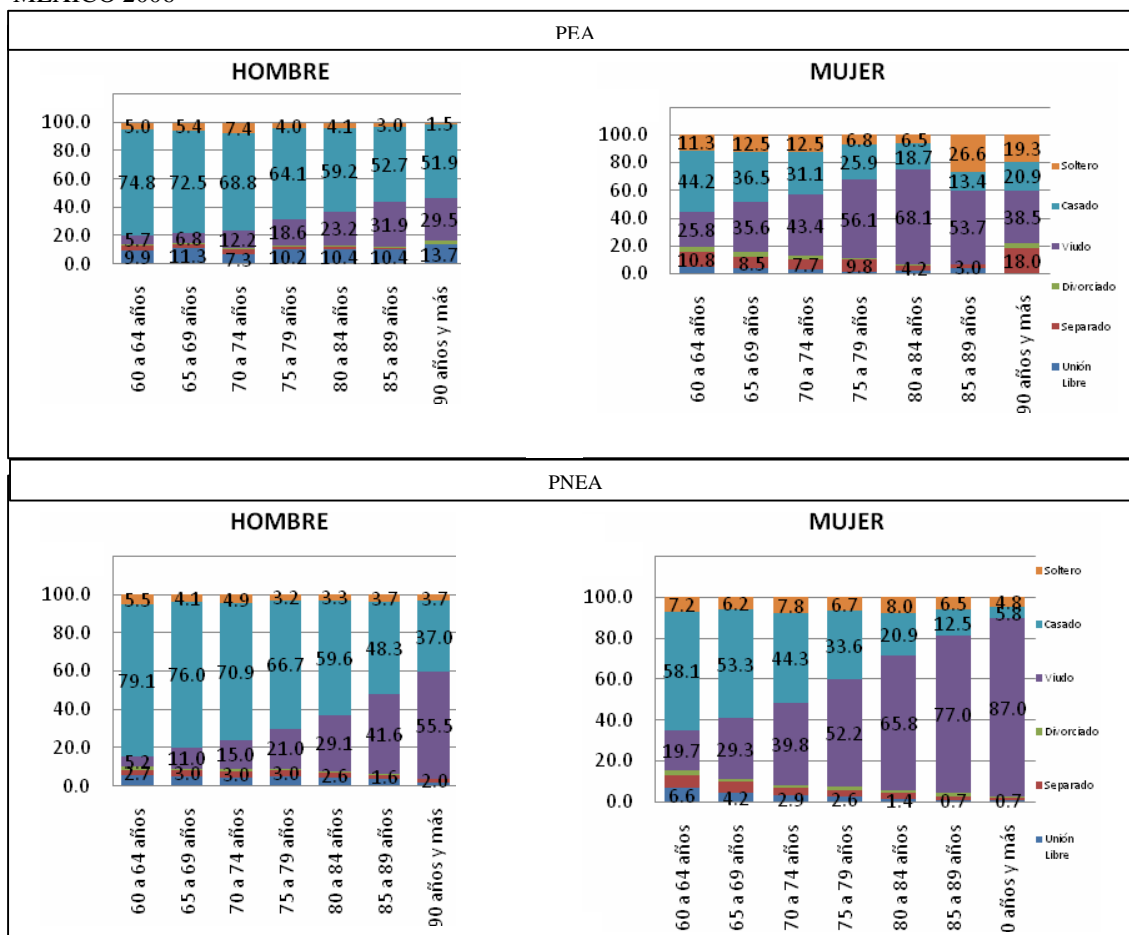 PEA
HOMBRE
100.0
80.0
60.0
40.0
20.0
0.0
5.0 5.4 7.4 4.0 4.1 3.0 1.5
74.8 72.5 68.8 64.1 59.2 52.7 51.9
5.7 6.8 12.2 18.6 23.2 31.9 29.5
9.9 11.3 7.3 10.2 10.4 10.4 13.7
60 a 64 años
65 a 69 años
70 a 74 años
75 a 79 años
80 a 84 años
85 a 89 años
90 años y más
MUJER
100.0
80.0
60.0
40.0
20.0
0.0
11.3 12.5 12.5 6.8 6.5 26.6 19.3
44.2 36.5 31.1 25.9 18.7 13.4 20.9
25.8 35.6 43.4 56.1 68.1 53.7 38.5
10.8 8.5 7.7 9.8 4.2 3.0 18.0
60 a 64 años
65 a 69 años
70 a 74 años
75 a 79 años
80 a 84 años
85 a 89 años
90 años y más
Soltero
Casado
Viudo
Divorciado
Separado
Unión
Libre
PNEA
HOMBRE
100.0
80.0
60.0
40.0
20.0
0.0
5.5 4.1 4.9 3.2 3.3 3.7 3.7
79.1 76.0 70.9 66.7 59.6 48.3 37.0
5.2 11.0 15.0 21.0 29.1 41.6 55.5
2.7 3.0 3.0 3.0 2.6 1.6 2.0
60 a 64 años
65 a 69 años
70 a 74 años
75 a 79 años
80 a 84 años
85 a 89 años
90 años y más
MUJER
100.0
80.0
60.0
40.0
20.0
0.0
7.2 6.2 7.8 6.7 8.0 6.5 4.8
58.1 53.3 44.3 33.6 20.9 12.5 5.8
19.7 29.3 39.8 52.2 65.8 77.0 87.0
6.6 4.2 2.9 2.6 1.4 0.7 0.7
60 a 64 años
65 a 69 años
70 a 74 años
75 a 79 años
80 a 84 años
85 a 89 años
0 años y más
Soltero
Casado
Viudo
Divorciado
Separado
Unión
Libre